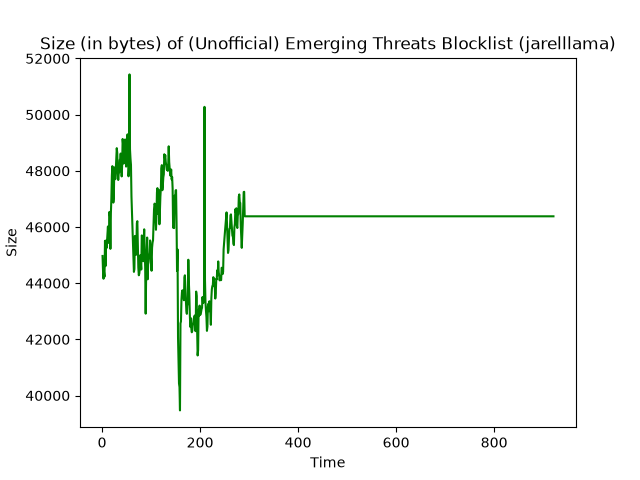 Size (in bytes) of (Unofficial) Emerging Threats Blocklist (jarelllama)
52000
50000
48000
46000
44000
42000
40000
Size
0 200 400 600 800
Time